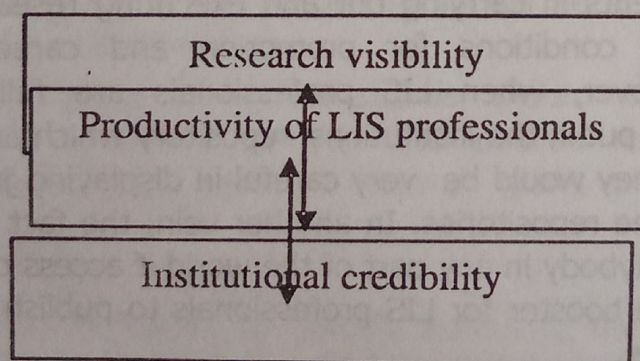 Research visibility
Productivity of LIS professionals
Institutional credibility